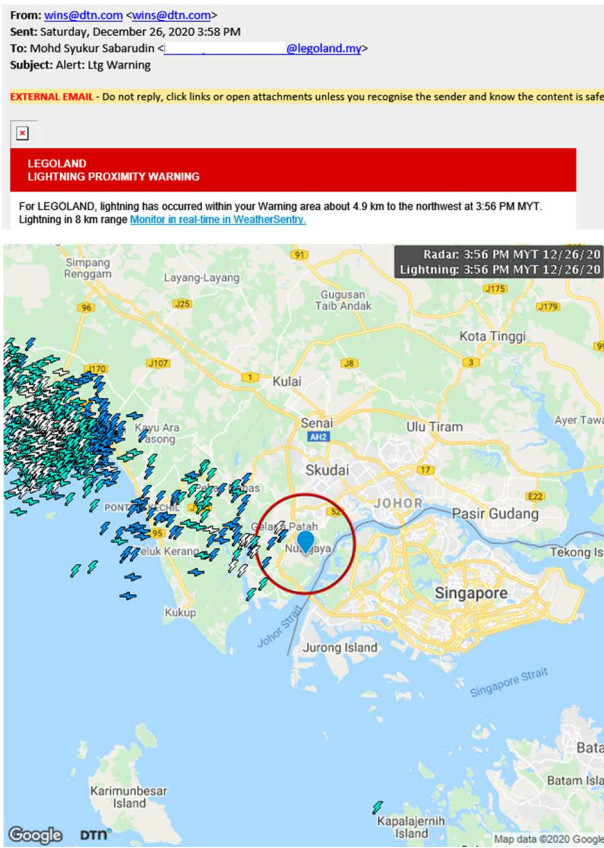 From: wins@dtn.com <wins@dtn.com>
Sent: Saturday, December 26, 2020 3:58 PM
To: Mohd Syukur Sabarudin < @legoland.my>
Subject: Alert: Ltg Warning
EXTERNAL EMAIL - Do not reply, click links or open attachments unless you recognise the sender and know the content is safe
LEGOLAND
LIGHTNING PROXIMITY WARNING
For LEGOLAND, lightning has occurred within your Warning area about 4.9 km to the northwest at 3:56 PM MYT.
Lightning in 8 km range Monitor in real-time in WeatherSentry.
Radar: 3:56 PM MYT 12/26/20
Lightning: 3:56 PM MYT 12/26/20
91
Simpang
Renggam
Layang-Layang
J175
96
J25
Gugusan
Taib Andak
J179
Kota Tinggi
J170
J107
J8
3
1
Kulai
Senai
Ulu Tiram
Ayer Tawa
AH2
Skudai
17
JOHOR
E22
Pasir Gudang
95
Gelang Patah
Tekong Is
Kukup
Singapore
Johor Strait
Jurong Island
Singapore Strait
Bata
Batam Isla
Karimunbesar
Island
Kapalajernih
Island
Google
DTN
Map data ©2020 Google